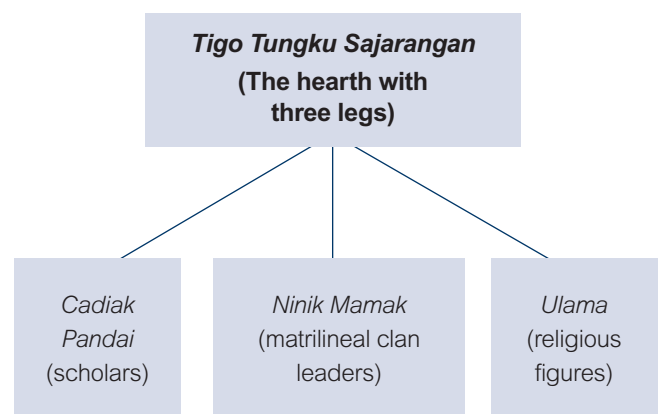 Tigo Tungku Sajarangan
(The hearth with
three legs)
Cadiak
Pandai
(scholars)
Ninik Mamak
(matrilineal clan
leaders)
Ulama
(religious
figures)